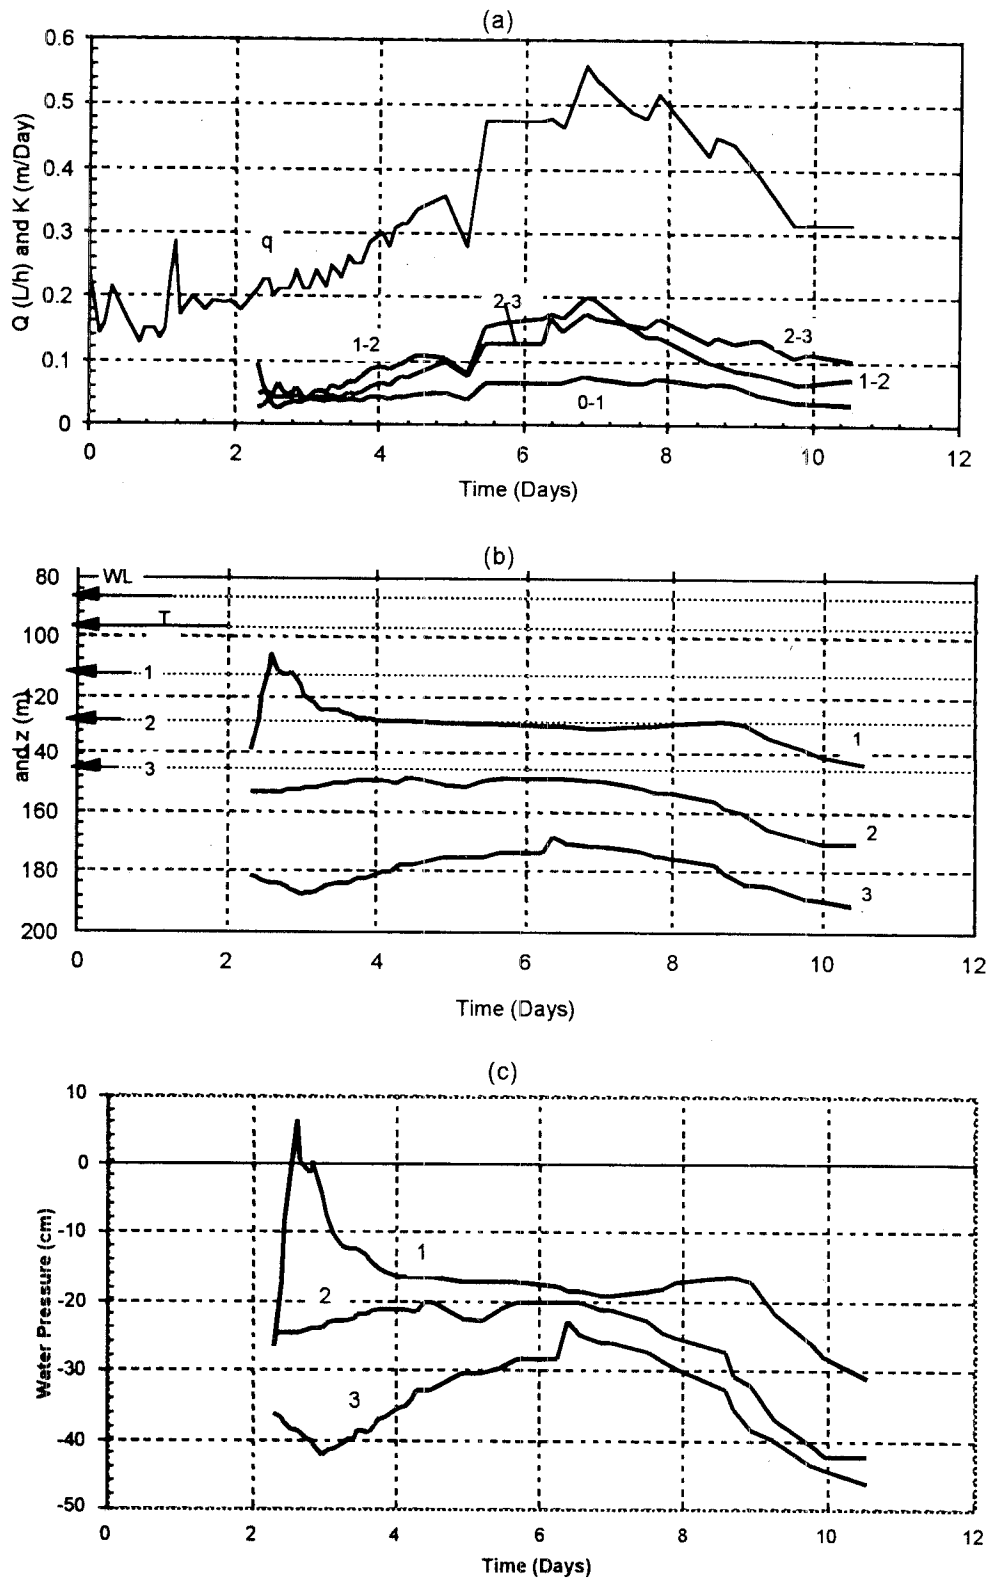 (a)
0.6
0.5
0.4
0.3
0.2
0.1
0
Q (L/h) and K (m/Day)
q
1-2
2-3
2-3
1-2
0-1
0 2 4 6 8 10 12
Time (Days)
(b)
80
100
120
140
160
180
200
and z (m)
WL
T
1
2
3
1
2
3
0 2 4 6 8 10 12
Time (Days)
(c)
10
0
-10
-20
-30
-40
-50
Water Pressure (cm)
1
2
3
0 2 4 6 8 10 12
Time (Days)